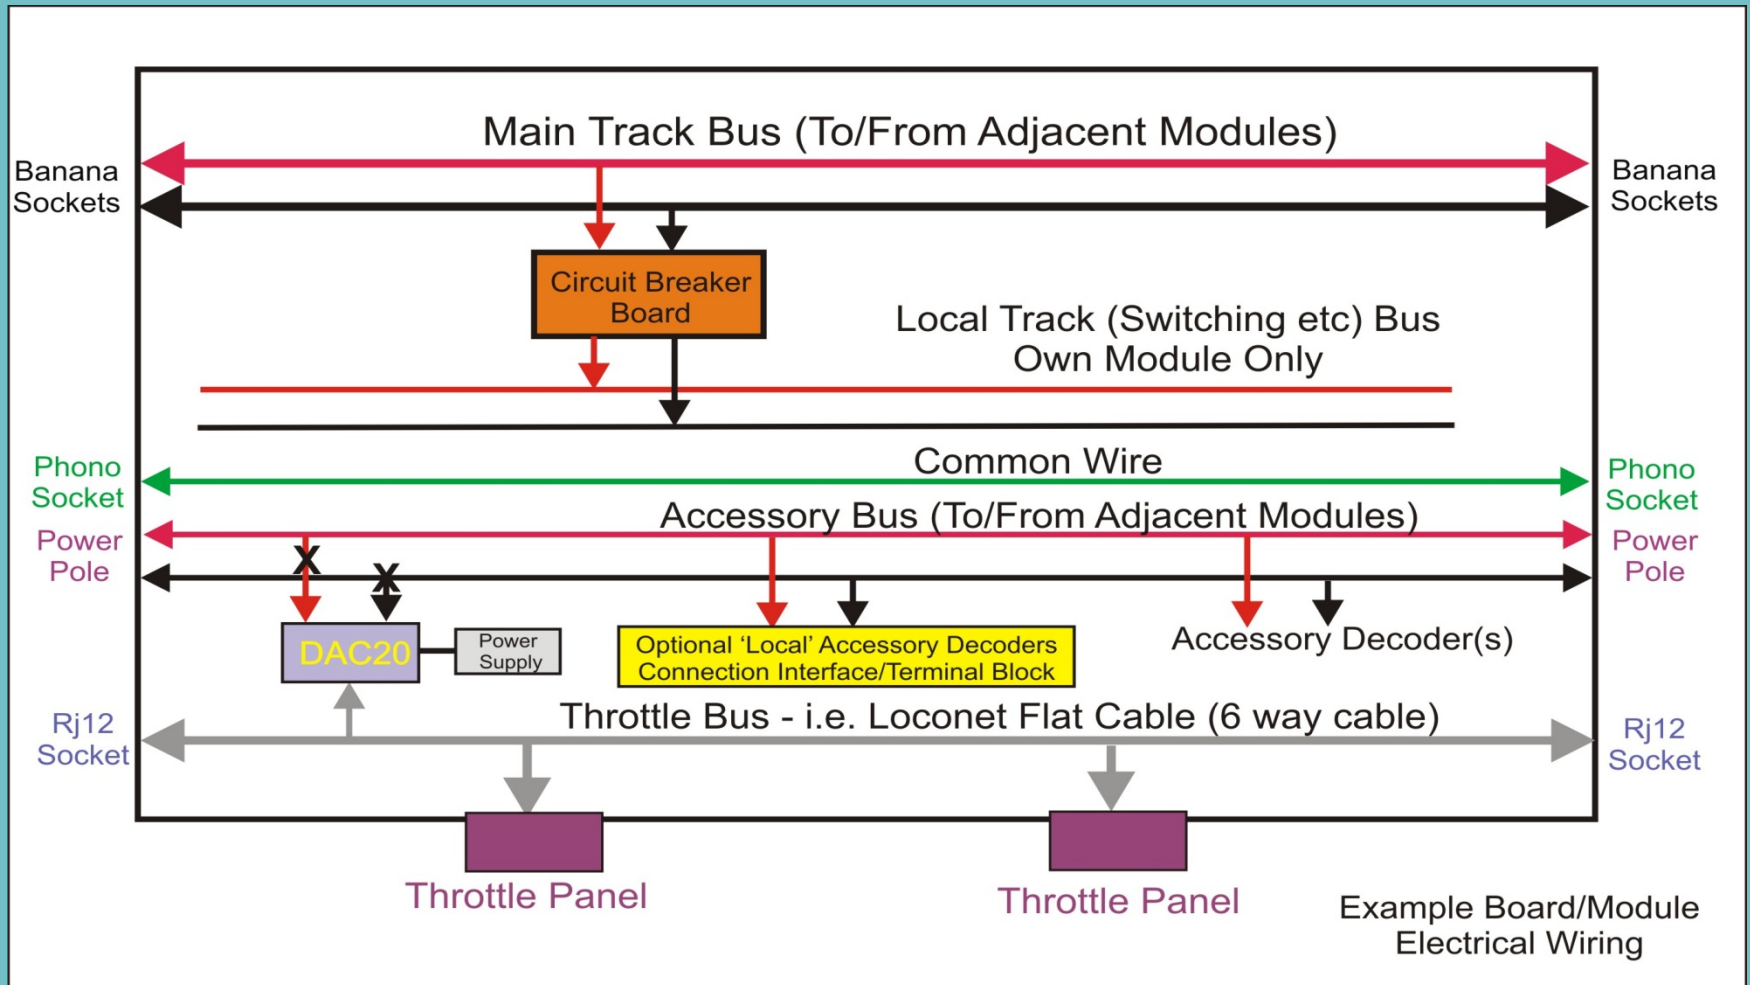 Main Track Bus (To/From Adjacent Modules)
Banana
Sockets
Banana
Sockets
Circuit Breaker
Board
Local Track (Switching etc) Bus
Own Module Only
Phono
Socket
Common Wire
Phono
Socket
Accessory Bus (To/From Adjacent Modules)
Power
Pole
Power
Pole
X
X
DAC20
Power
Supply
Optional ‘Local’ Accessory Decoders
Connection Interface/Terminal Block
Accessory Decoder(s)
Rj12
Socket
Throttle Bus - i.e. Loconet Flat Cable (6 way cable)
Rj12
Socket
Throttle Panel
Throttle Panel
Example Board/Module
Electrical Wiring